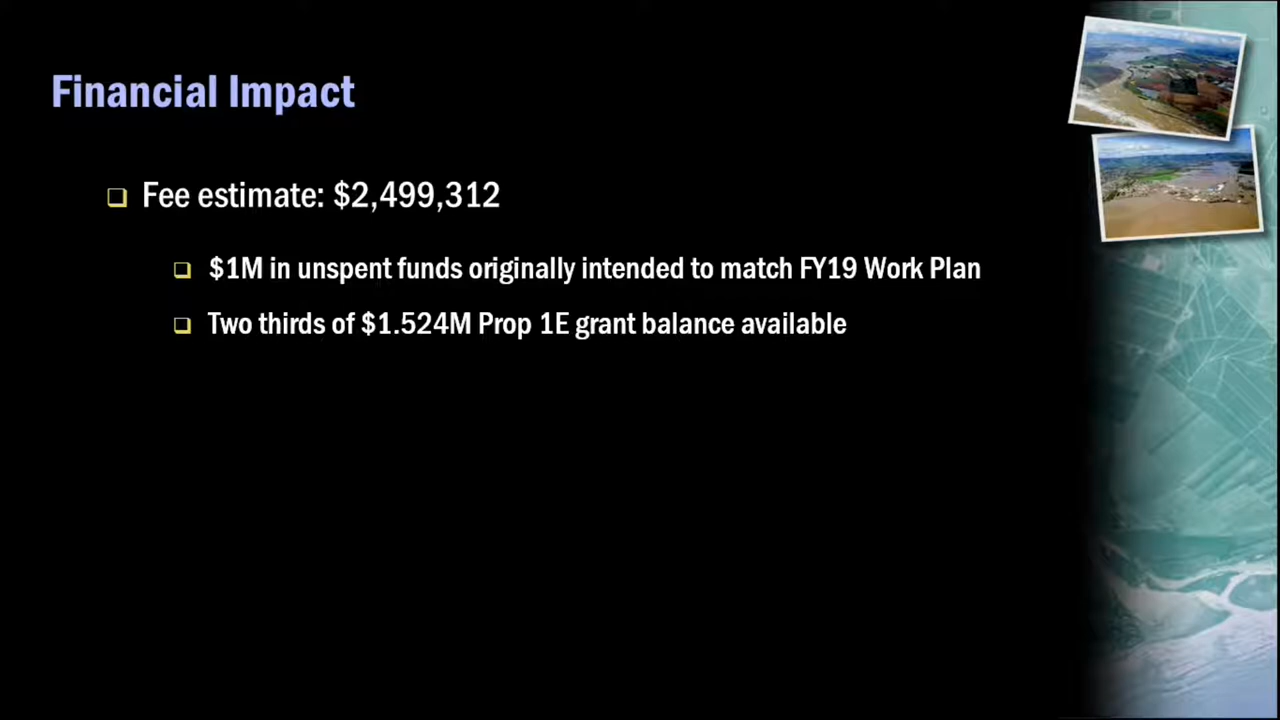 Financial Impact
Fee estimate: $2,499,312
$1M in unspent funds originally intended to match FY19 Work Plan
Two thirds of $1.524M Prop 1E grant balance available